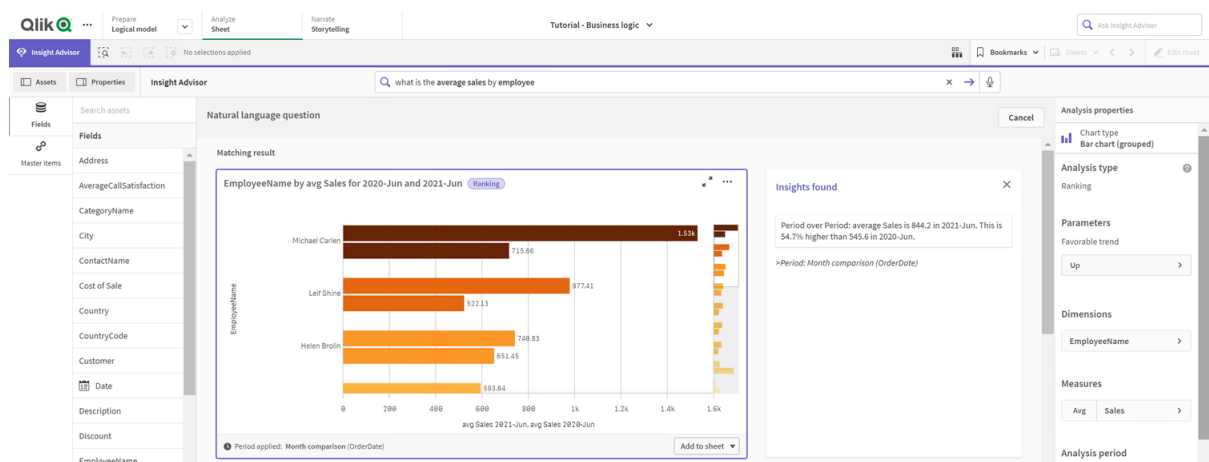 Qlik
...
Prepare
Logical model
Analyze
Sheet
Narrate
Storytelling
Tutorial - Business logic
Ask Insight Advisor
Insight Advisor
No selections applied
Bookmarks
Sheets
Edit sheet
Assets
Properties
Insight Advisor
what is the average sales by employee
Fields
Master items
Search assets
Fields
Address
AverageCallSatisfaction
CategoryName
City
ContactName
Cost of Sale
Country
CountryCode
Customer
Date
Description
Discount
EmployeeName
Natural language question
Cancel
Matching result
EmployeeName by avg Sales for 2020-Jun and 2021-Jun
Ranking
...
EmployeeName
Michael Carlen
1.53k
715.66
Leif Shine
977.41
522.13
Helen Brolin
740.83
651.45
593.64
0
200
400
600
800
1k
1.2k
1.4k
1.6k
avg Sales 2021-Jun, avg Sales 2020-Jun
Period applied: Month comparison (OrderDate)
Add to sheet
Insights found
Period over Period: average Sales is 844.2 in 2021-Jun. This is
54.7% higher than 545.6 in 2020-Jun.
>Period: Month comparison (OrderDate)
Analysis properties
Chart type
Bar chart (grouped)
Analysis type
Ranking
Parameters
Favorable trend
Up
Dimensions
EmployeeName
Measures
Avg
Sales
Analysis period